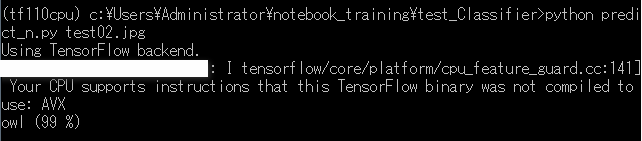 (tf110cpu) c:¥Users¥Administrator¥notebook_training¥test_Classifier>python predi
ct_n.py test02.jpg
Using TensorFlow backend.
: I tensorflow/core/platform/cpu_feature_guard.cc:141]
Your CPU supports instructions that this TensorFlow binary was not compiled to
use: AVX
owl (99 %)